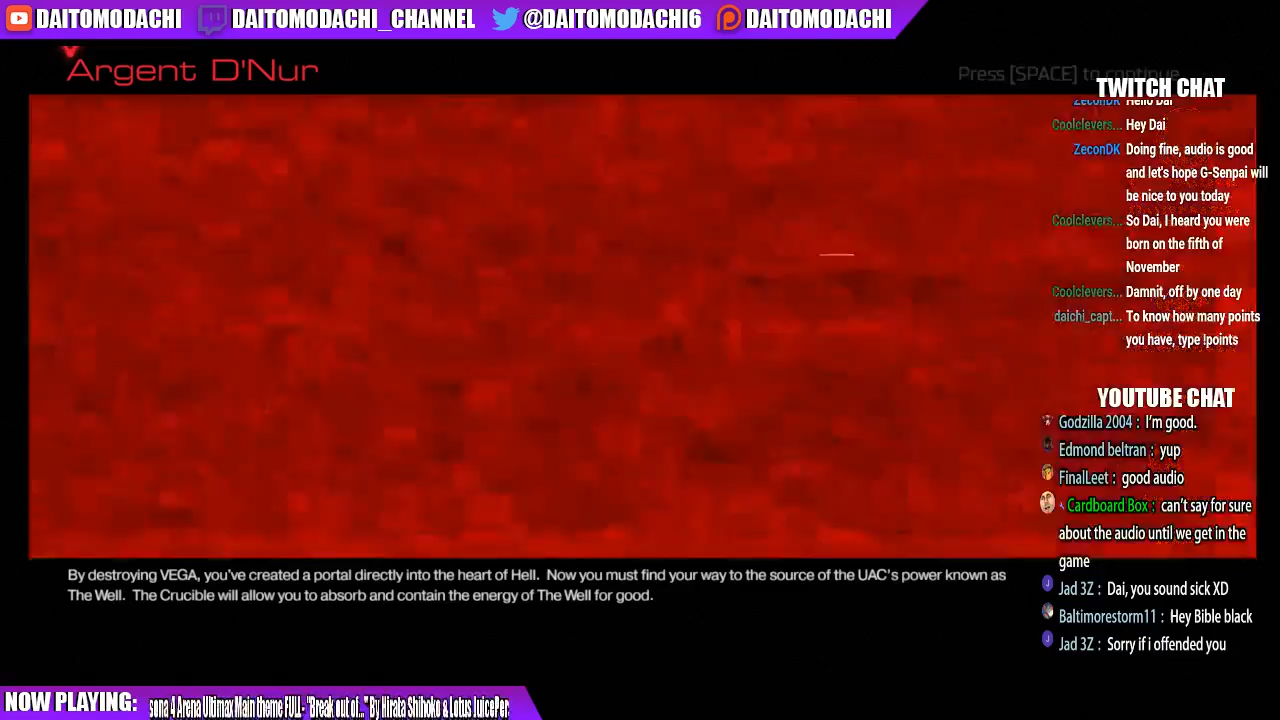 DAITOMODACHI DAITOMODACHI_CHANNEL @DAITOMODACHI6 DAITOMODACHI
Argent D'Nur
Press [SPACE] to continue
TWITCH CHAT
ZeconDK Hello Dai
Coolclevers... Hey Dai
ZeconDK Doing fine, audio is good
and let's hope G-Senpai will
be nice to you today
Coolclevers... So Dai, I heard you were
born on the fifth of
November
Coolclevers... Damnit, off by one day
daichi_capt... To know how many points
you have, type !points
YOUTUBE CHAT
Godzilla 2004 : I'm good.
Edmond beltran : yup
FinalLeet : good audio
Cardboard Box : can't say for sure
about the audio until we get in the
game
Jad 3Z : Dai, you sound sick XD
Baltimorestorm11 : Hey Bible black
Jad 3Z : Sorry if i offended you
By destroying VEGA, you've created a portal directly into the heart of Hell. Now you must find your way to the source of the UAC's power known as
The Well. The Crucible will allow you to absorb and contain the energy of The Well for good.
NOW PLAYING: sona 4 Arena Ultimax Main theme FULL- "Break out of..." By Hirata Shihoko & Lotus JuicePer